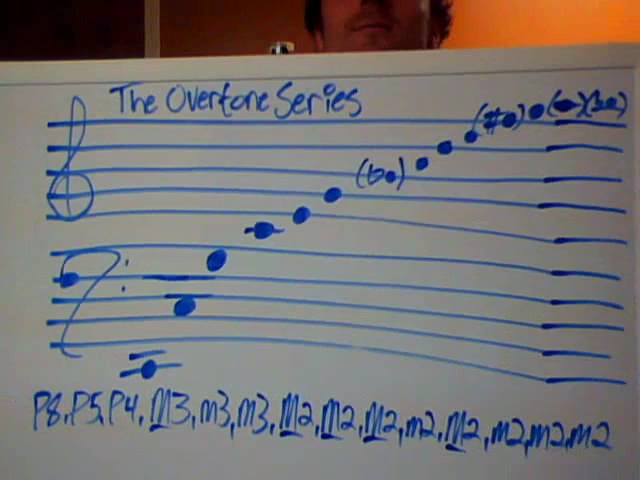 The Overtone Series
(b ) (# ) ( )(b )
P8, P5, P4, M3, m3, m3, M2, M2, M2, m2, M2, m2, m2, m2